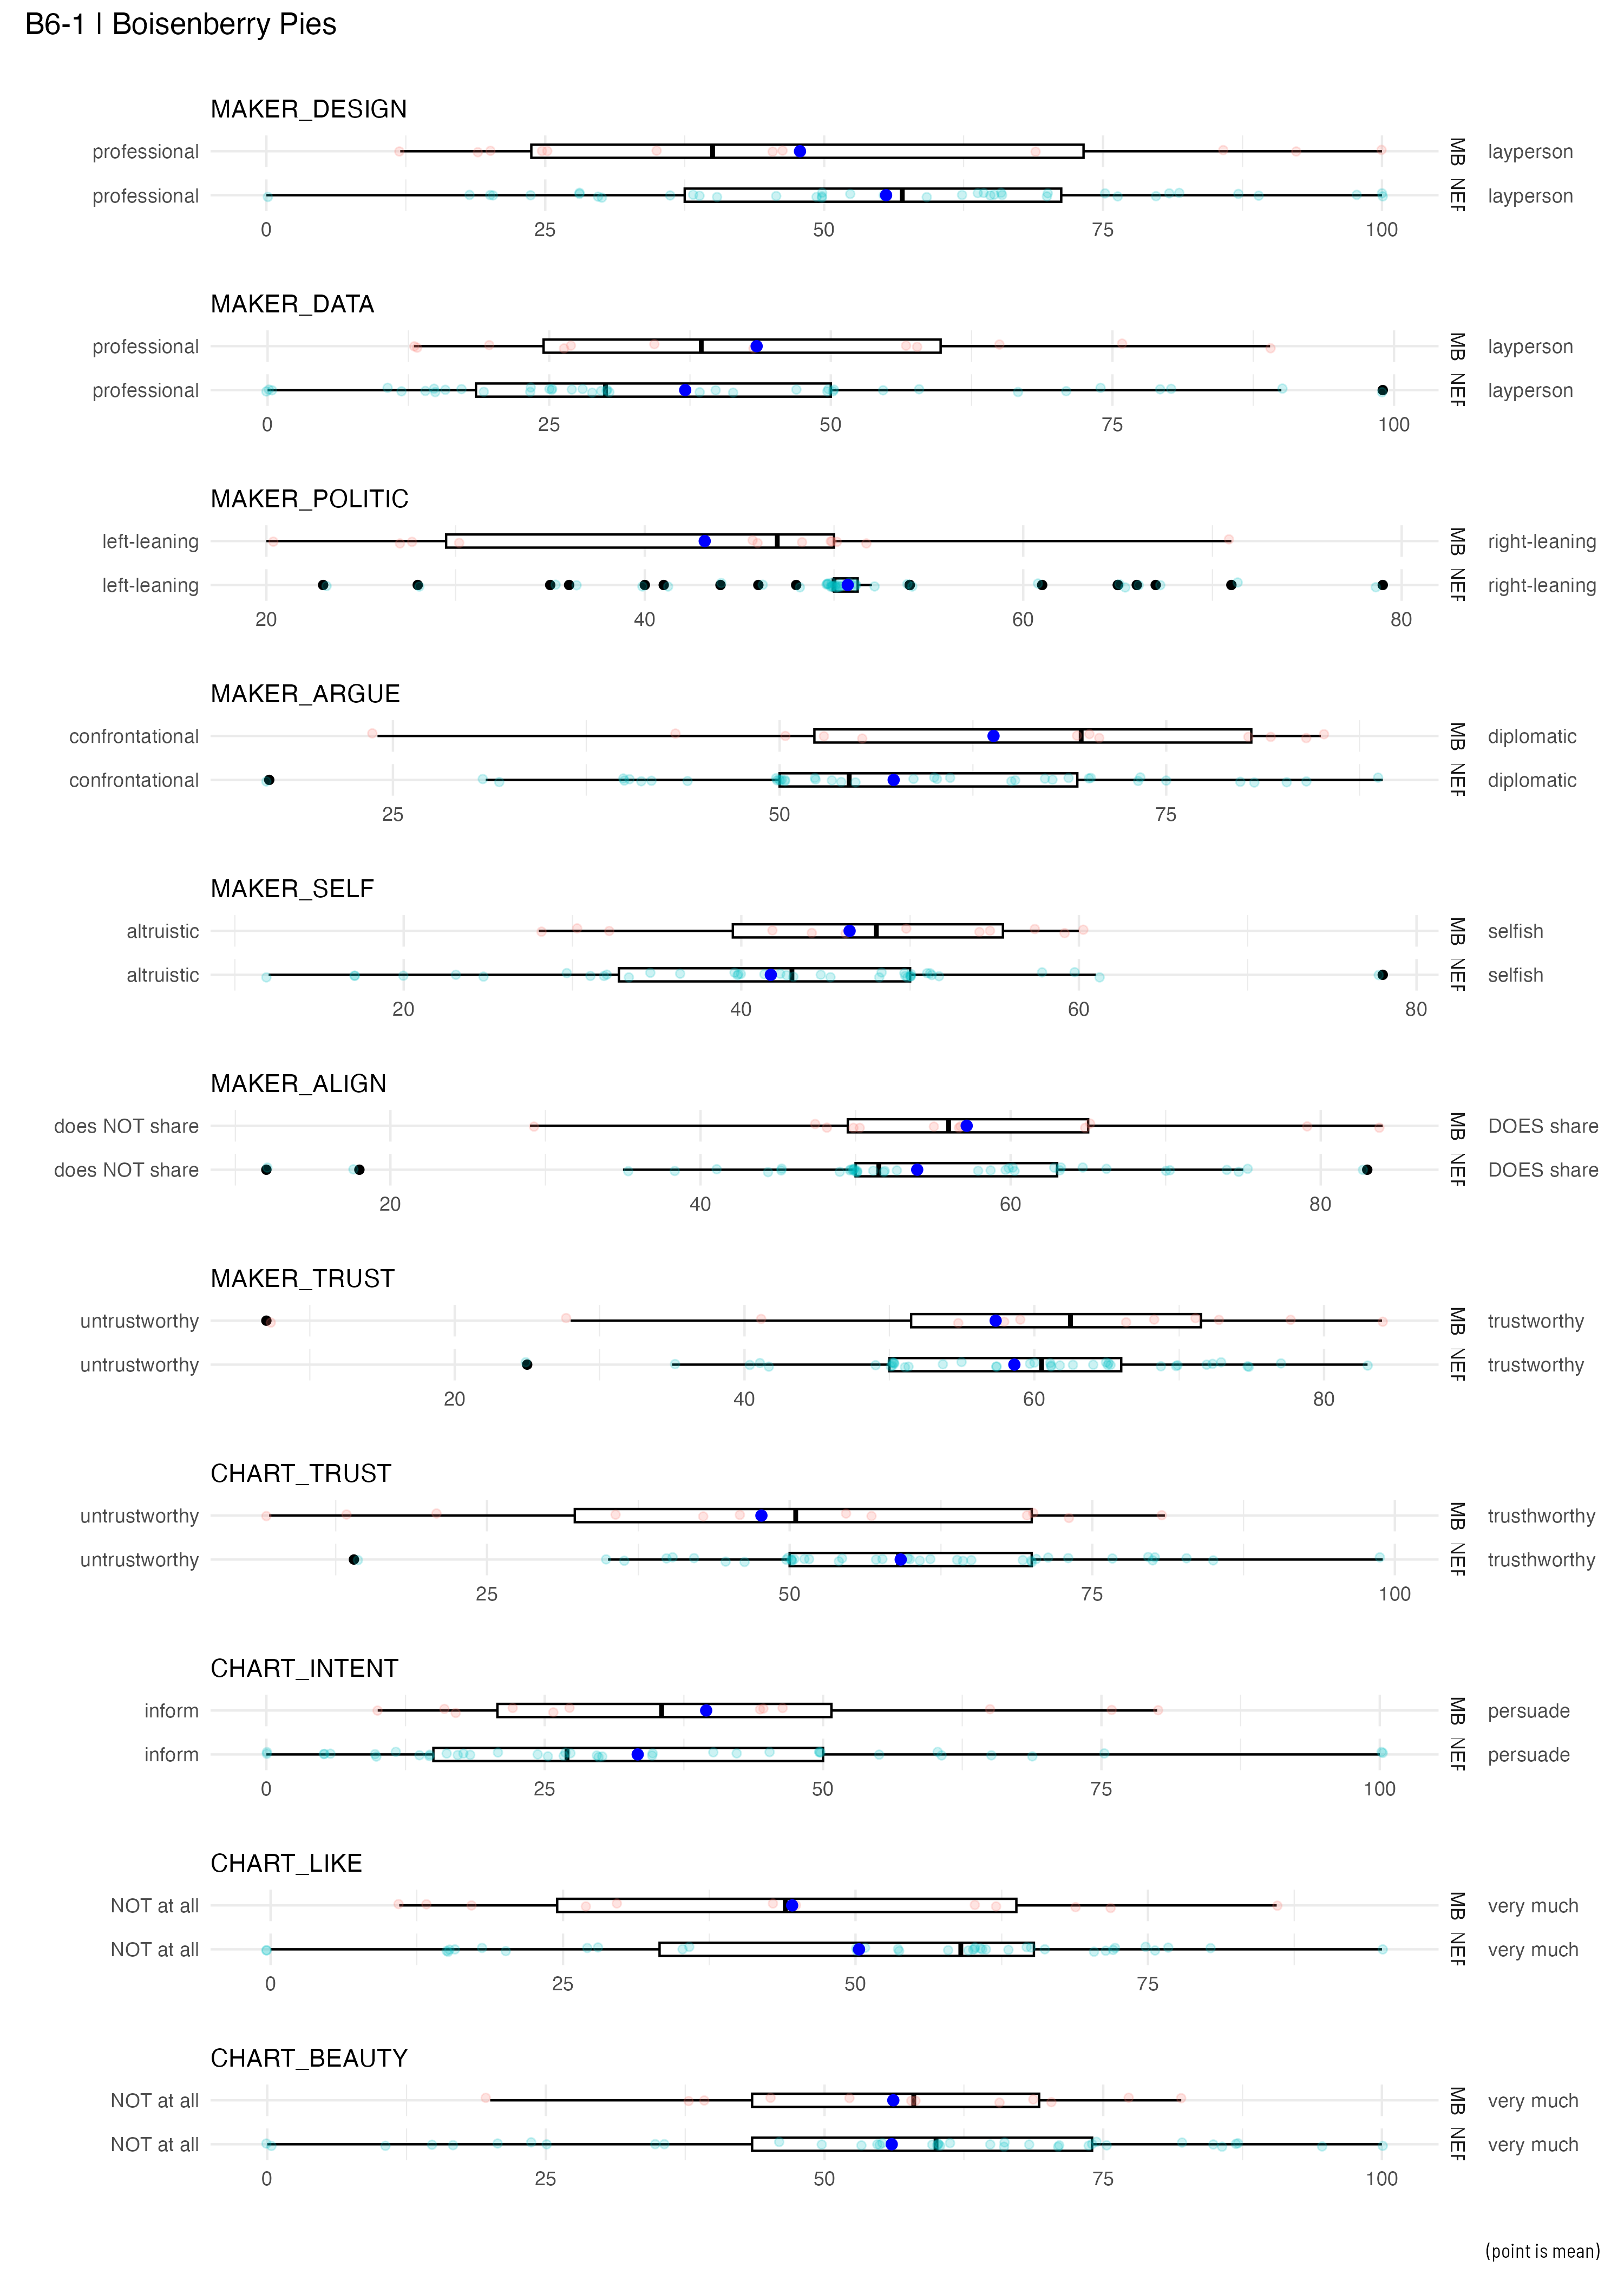 B6-1 | Boisenberry Pies
MAKER_DESIGN
professional MB layperson
professional NEF layperson
0 25 50 75 100
MAKER_DATA
professional MB layperson
professional NEF layperson
0 25 50 75 100
MAKER_POLITIC
left-leaning MB right-leaning
left-leaning NEF right-leaning
20 40 60 80
MAKER_ARGUE
confrontational MB diplomatic
confrontational NEF diplomatic
25 50 75
MAKER_SELF
altruistic MB selfish
altruistic NEF selfish
20 40 60 80
MAKER_ALIGN
does NOT share MB DOES share
does NOT share NEF DOES share
20 40 60 80
MAKER_TRUST
untrustworthy MB trustworthy
untrustworthy NEF trustworthy
20 40 60 80
CHART_TRUST
untrustworthy MB trusthworthy
untrustworthy NEF trusthworthy
25 50 75 100
CHART_INTENT
inform MB persuade
inform NEF persuade
0 25 50 75 100
CHART_LIKE
NOT at all MB very much
NOT at all NEF very much
0 25 50 75
CHART_BEAUTY
NOT at all MB very much
NOT at all NEF very much
0 25 50 75 100
(point is mean)